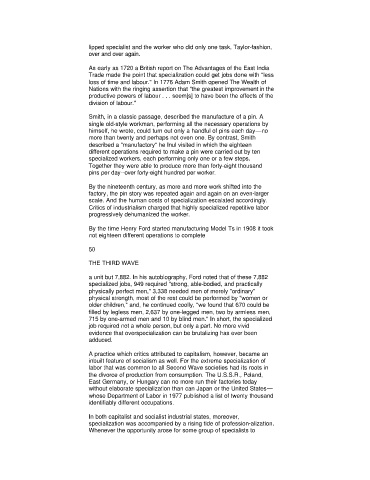 lipped specialist and the worker who did only one task, Taylor-fashion,
over and over again.
As early as 1720 a British report on The Advantages of the East India
Trade made the point that specialization could get jobs done with "less
loss of time and labour." In 1776 Adam Smith opened The Wealth of
Nations with the ringing assertion that "the greatest improvement in the
productive powers of labour . . . seem[s] to have been the effects of the
division of labour."
Smith, in a classic passage, described the manufacture of a pin. A
single old-style workman, performing all the necessary operations by
himself, he wrote, could turn out only a handful of pins each day—no
more than twenty and perhaps not even one. By contrast, Smith
described a "manufactory" he had visited in which the eighteen
different operations required to make a pin were carried out by ten
specialized workers, each performing only one or a few steps.
Together they were able to produce more than forty-eight thousand
pins per day--over forty-eight hundred per worker.
By the nineteenth century, as more and more work shifted into the
factory, the pin story was repeated again and again on an even-larger
scale. And the human costs of specialization escalated accordingly.
Critics of industrialism charged that highly specialized repetitive labor
progressively dehumanized the worker.
By the time Henry Ford started manufacturing Model Ts in 1908 it took
not eighteen different operations to complete
50
THE THIRD WAVE
a unit but 7,882. In his autobiography, Ford noted that of these 7,882
specialized jobs, 949 required "strong, able-bodied, and practically
physically perfect men," 3,338 needed men of merely "ordinary"
physical strength, most of the rest could be performed by "women or
older children," and, he continued coolly, "we found that 670 could be
filled by legless men, 2,637 by one-legged men, two by armless men,
715 by one-armed men and 10 by blind men." In short, the specialized
job required not a whole person, but only a part. No more vivid
evidence that overspecialization can be brutalizing has ever been
adduced.
A practice which critics attributed to capitalism, however, became an
inbuilt feature of socialism as well. For the extreme specialization of
labor that was common to all Second Wave societies had its roots in
the divorce of production from consumption. The U.S.S.R., Poland,
East Germany, or Hungary can no more run their factories today
without elaborate specialization than can Japan or the United States—
whose Department of Labor in 1977 published a list of twenty thousand
identifiably different occupations.
In both capitalist and socialist industrial states, moreover,
specialization was accompanied by a rising tide of profession-alization.
Whenever the opportunity arose for some group of specialists to